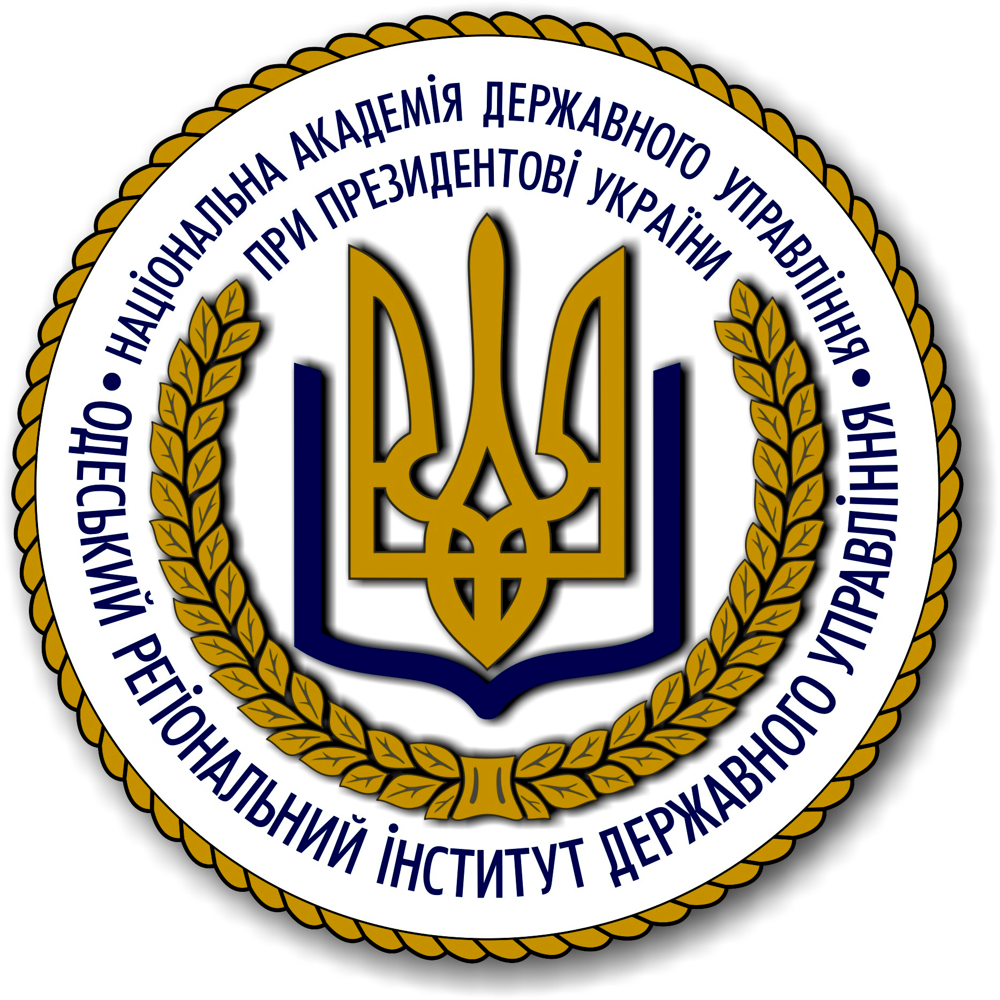 НАЦІОНАЛЬНА АКАДЕМІЯ ДЕРЖАВНОГО УПРАВЛІННЯ
ПРИ ПРЕЗИДЕНТОВІ УКРАЇНИ
• ОДЕСЬКИЙ РЕГІОНАЛЬНИЙ ІНСТИТУТ ДЕРЖАВНОГО УПРАВЛІННЯ •